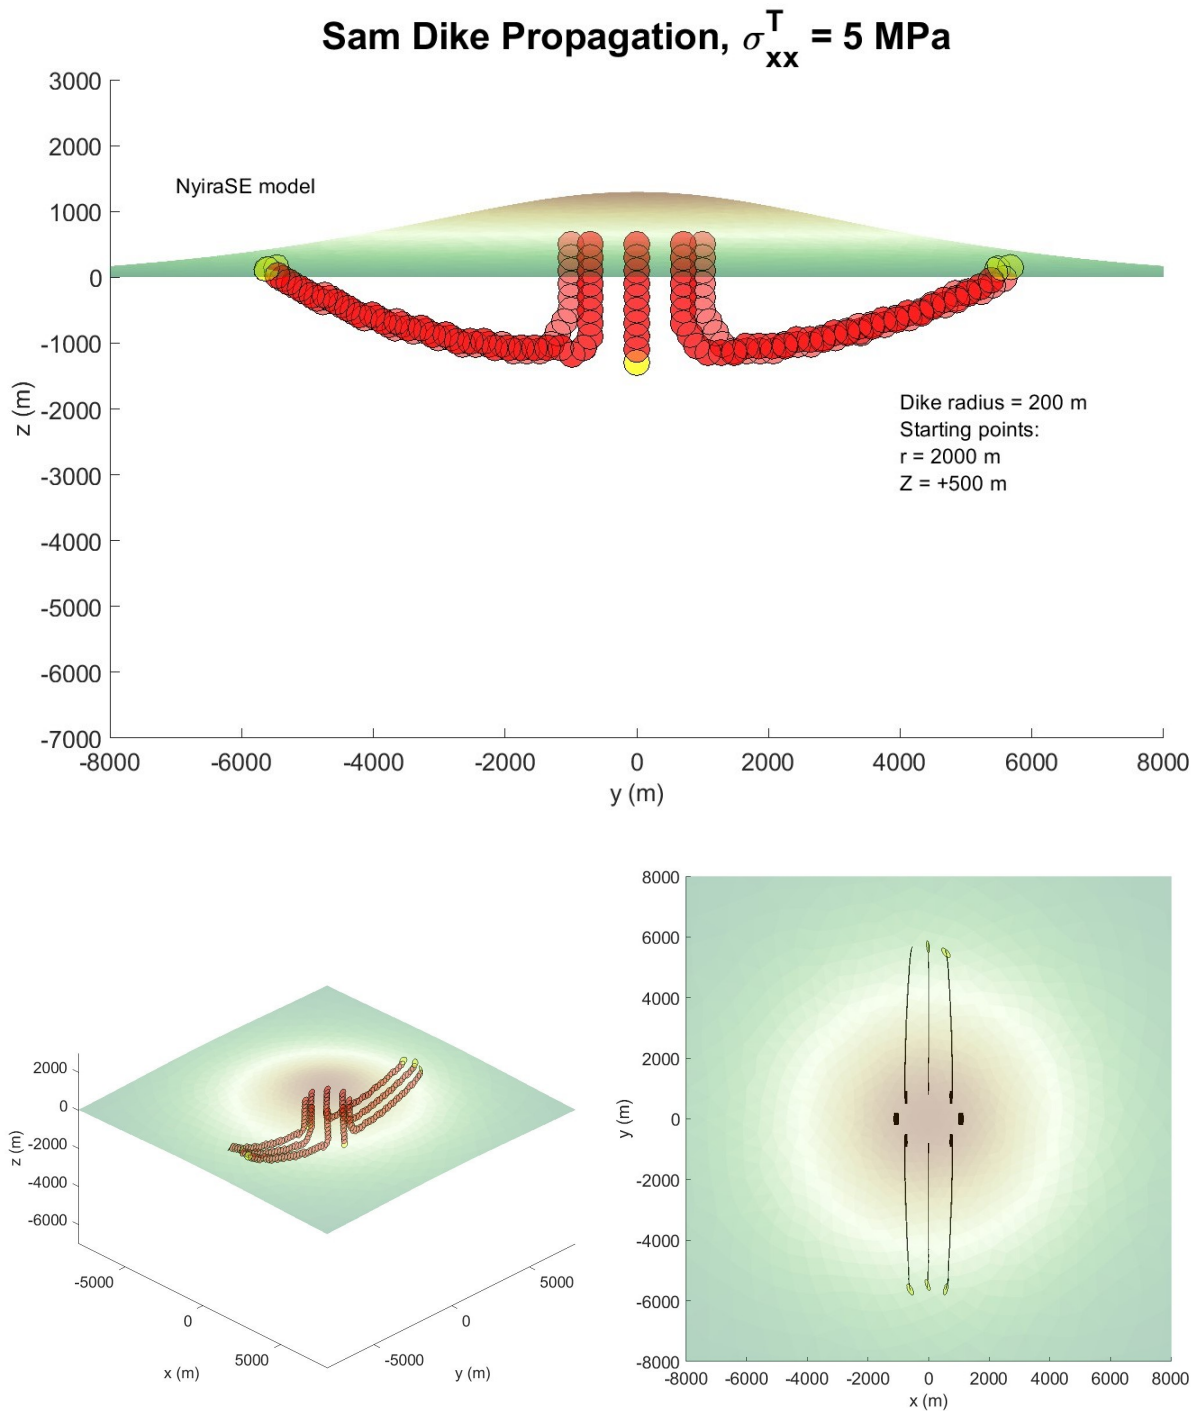 Sam Dike Propagation, σ^T_xx = 5 MPa
3000
2000
1000
0
-1000
-2000
-3000
-4000
-5000
-6000
-7000
z (m)
NyiraSE model
Dike radius = 200 m
Starting points:
r = 2000 m
Z = +500 m
-8000 -6000 -4000 -2000 0 2000 4000 6000 8000
y (m)
2000
0
-2000
-4000
-6000
z (m)
-5000
0
5000
x (m)
-5000
0
5000
y (m)
8000
6000
4000
2000
0
-2000
-4000
-6000
-8000
y (m)
-8000 -6000 -4000 -2000 0 2000 4000 6000 8000
x (m)